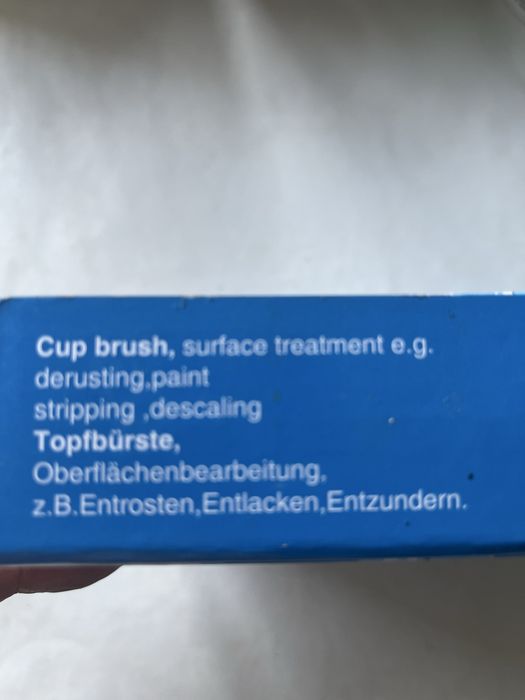 Cup brush, surface treatment e.g.
derusting,paint
stripping ,descaling
Topfbürste,
Oberflächenbearbeitung,
z.B.Entrosten,Entlacken,Entzundern.